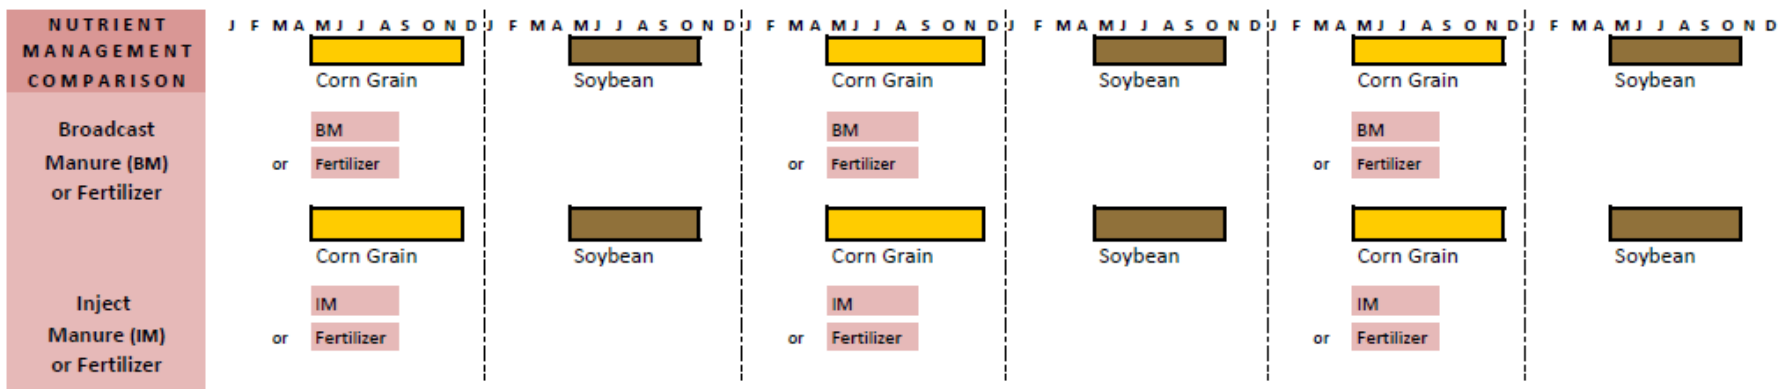 NUTRIENT J F M A M J J A S O N D J F M A M J J A S O N D J F M A M J J A S O N D J F M A M J J A S O N D J F M A M J J A S O N D J F M A M J J A S O N D
MANAGEMENT
COMPARISON Corn Grain Soybean Corn Grain Soybean Corn Grain Soybean
Broadcast BM BM BM
Manure (BM) or Fertilizer or Fertilizer or Fertilizer
or Fertilizer
Corn Grain Soybean Corn Grain Soybean Corn Grain Soybean
Inject IM IM IM
Manure (IM) or Fertilizer or Fertilizer or Fertilizer
or Fertilizer